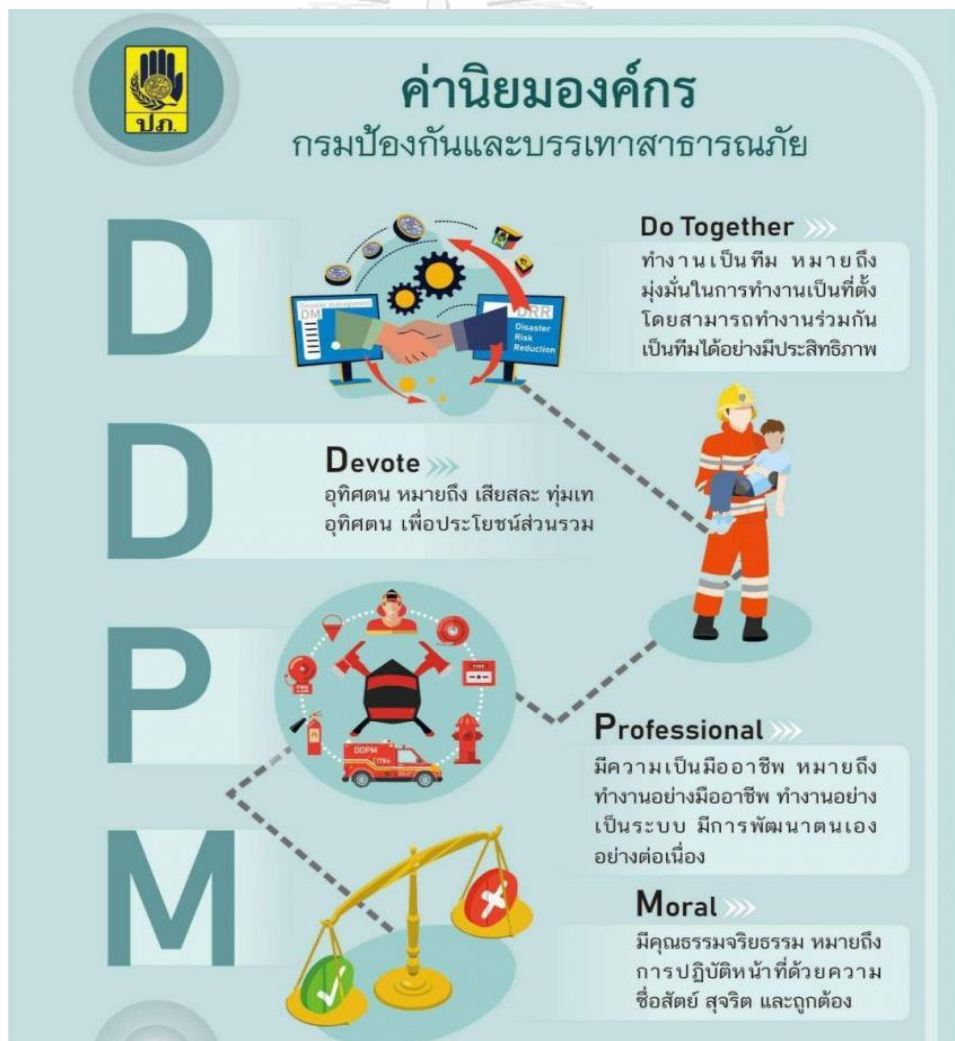 ปภ.
ค่านิยมองค์กร
กรมป้องกันและบรรเทาสาธารณภัย
D
Do Together
ทำงานเป็นทีม หมายถึง
มุ่งมั่นในการทำงานเป็นที่ตั้ง
โดยสามารถทำงานร่วมกัน
เป็นทีมได้อย่างมีประสิทธิภาพ
Disaster management
DM
DRR
Disaster
Risk
Reduction
D
Devote
อุทิศตน หมายถึง เสียสละ ทุ่มเท
อุทิศตน เพื่อประโยชน์ส่วนรวม
P
FIRE
DDPM
1784
Professional
มีความเป็นมืออาชีพ หมายถึง
ทำงานอย่างมืออาชีพ ทำงานอย่าง
เป็นระบบ มีการพัฒนาตนเอง
อย่างต่อเนื่อง
M
Moral
มีคุณธรรมจริยธรรม หมายถึง
การปฏิบัติหน้าที่ด้วยความ
ซื่อสัตย์ สุจริต และถูกต้อง